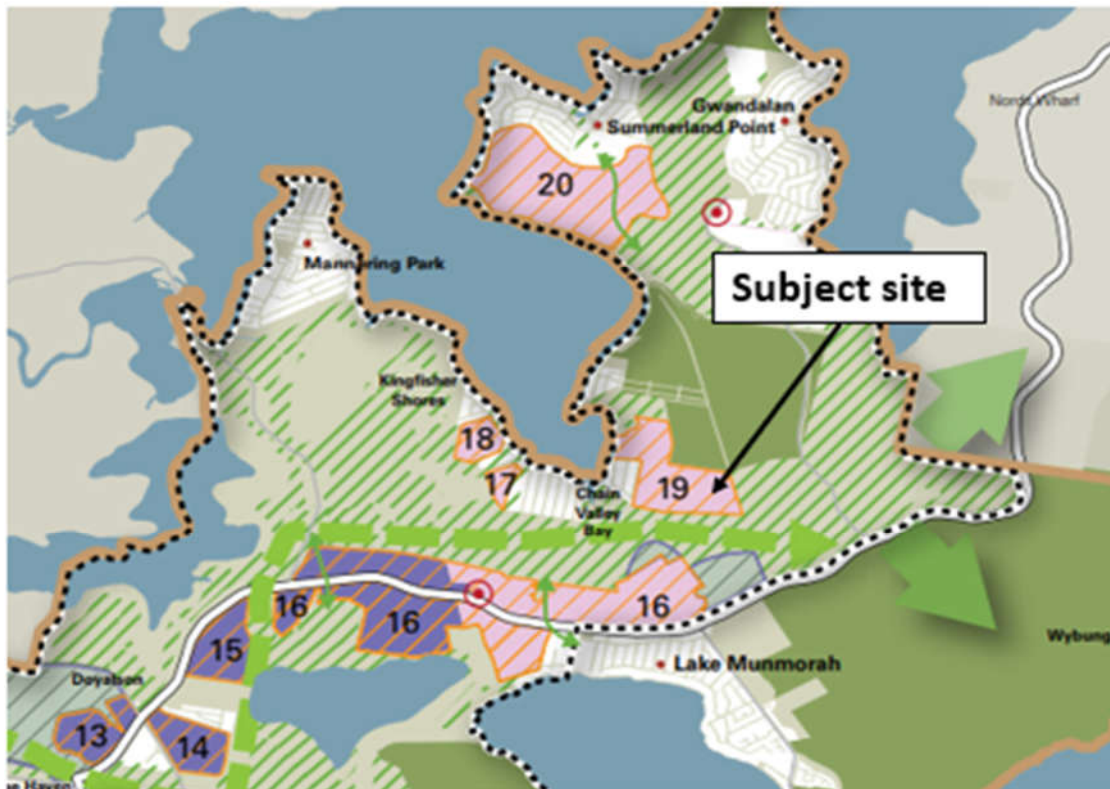 Nords Wharf
Gwandalan
Summerland Point
20
Mannering Park
Subject site
Kingfisher
Shores
18
17
19
Chain
Valley
Bay
16
16
16
15
Lake Munmorah
Doyalson
13
14